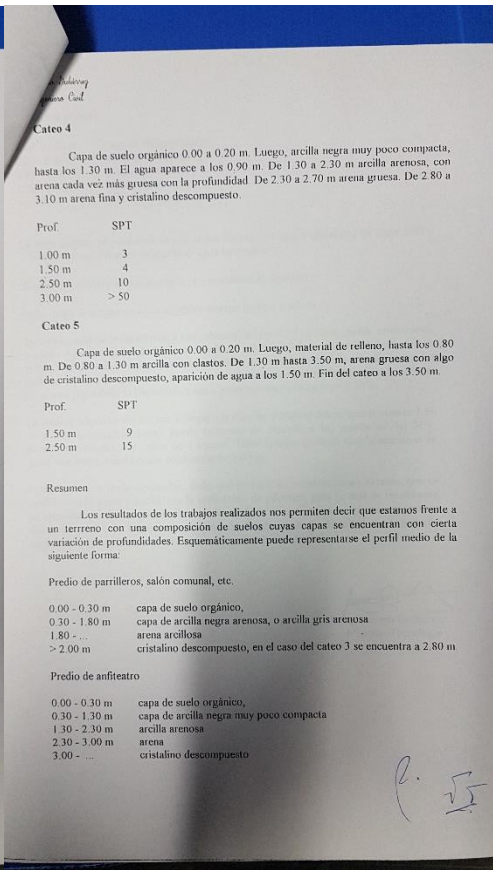 Cateo 4
Capa de suelo orgánico 0.00 a 0.20 m. Luego, arcilla negra muy poco compacta,
hasta los 1.30 m. El agua aparece a los 0.90 m. De 1.30 a 2.30 m arcilla arenosa, con
arena cada vez más gruesa con la profundidad. De 2.30 a 2.70 m arena gruesa. De 2.80 a
3.10 m arena fina y cristalino descompuesto.
Prof. SPT
1.00 m 3
1.50 m 4
2.50 m 10
3.00 m > 50
Cateo 5
Capa de suelo orgánico 0.00 a 0.20 m. Luego, material de relleno, hasta los 0.80
m. De 0.80 a 1.30 m arcilla con clastos. De 1.30 m hasta 3.50 m, arena gruesa con algo
de cristalino descompuesto, aparición de agua a los 1.50 m. Fin del cateo a los 3.50 m.
Prof. SPT
1.50 m 9
2.50 m 15
Resumen
Los resultados de los trabajos realizados nos permiten decir que estamos frente a
un terrreno con una composición de suelos cuyas capas se encuentran con cierta
variación de profundidades. Esquemáticamente puede representarse el perfil medio de la
siguiente forma:
Predio de parrilleros, salón comunal, etc.
0.00 - 0.30 m capa de suelo orgánico,
0.30 - 1.80 m capa de arcilla negra arenosa, o arcilla gris arenosa
1.80 - ... arena arcillosa
> 2.00 m cristalino descompuesto, en el caso del cateo 3 se encuentra a 2.80 m
Predio de anfiteatro
0.00 - 0.30 m capa de suelo orgánico,
0.30 - 1.30 m capa de arcilla negra muy poco compacta
1.30 - 2.30 m arcilla arenosa
2.30 - 3.00 m arena
3.00 - ... cristalino descompuesto